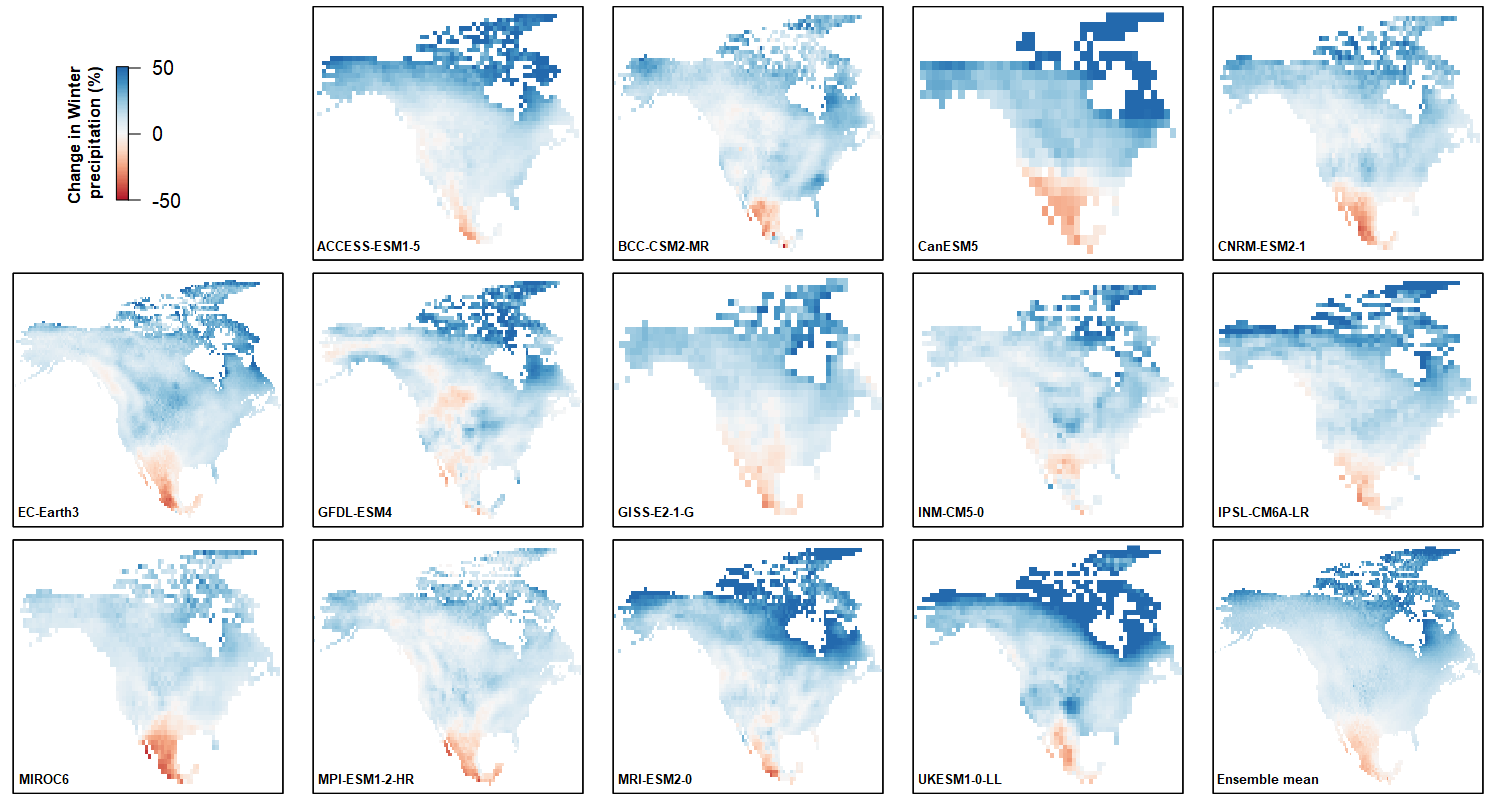 Change in Winter
precipitation (%)
50
0
-50
ACCESS-ESM1-5
BCC-CSM2-MR
CanESM5
CNRM-ESM2-1
EC-Earth3
GFDL-ESM4
GISS-E2-1-G
INM-CM5-0
IPSL-CM6A-LR
MIROC6
MPI-ESM1-2-HR
MRI-ESM2-0
UKESM1-0-LL
Ensemble mean